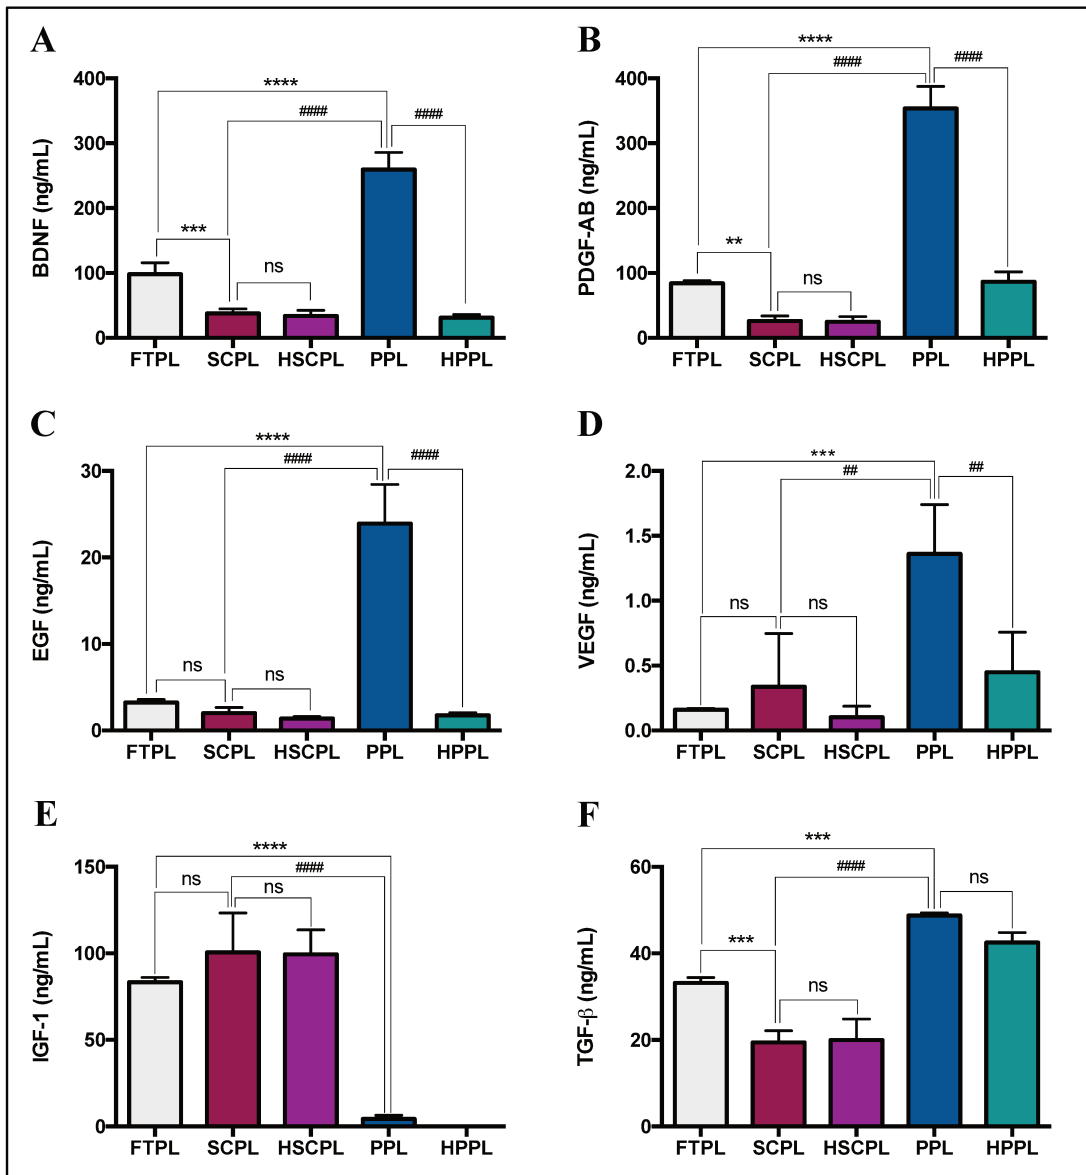 A
BDNF (ng/mL)
400
300
200
100
0
****
####
####
***
ns
FTPL SCPL HSCPL PPL HPPL
B
PDGF-AB (ng/mL)
400
300
200
100
0
****
####
####
**
ns
FTPL SCPL HSCPL PPL HPPL
C
EGF (ng/mL)
30
20
10
0
****
####
####
ns
ns
FTPL SCPL HSCPL PPL HPPL
D
VEGF (ng/mL)
2.0
1.5
1.0
0.5
0.0
***
##
##
ns
ns
FTPL SCPL HSCPL PPL HPPL
E
IGF-1 (ng/mL)
150
100
50
0
****
####
ns
ns
FTPL SCPL HSCPL PPL HPPL
F
TGF-β (ng/mL)
60
40
20
0
***
####
ns
***
ns
FTPL SCPL HSCPL PPL HPPL